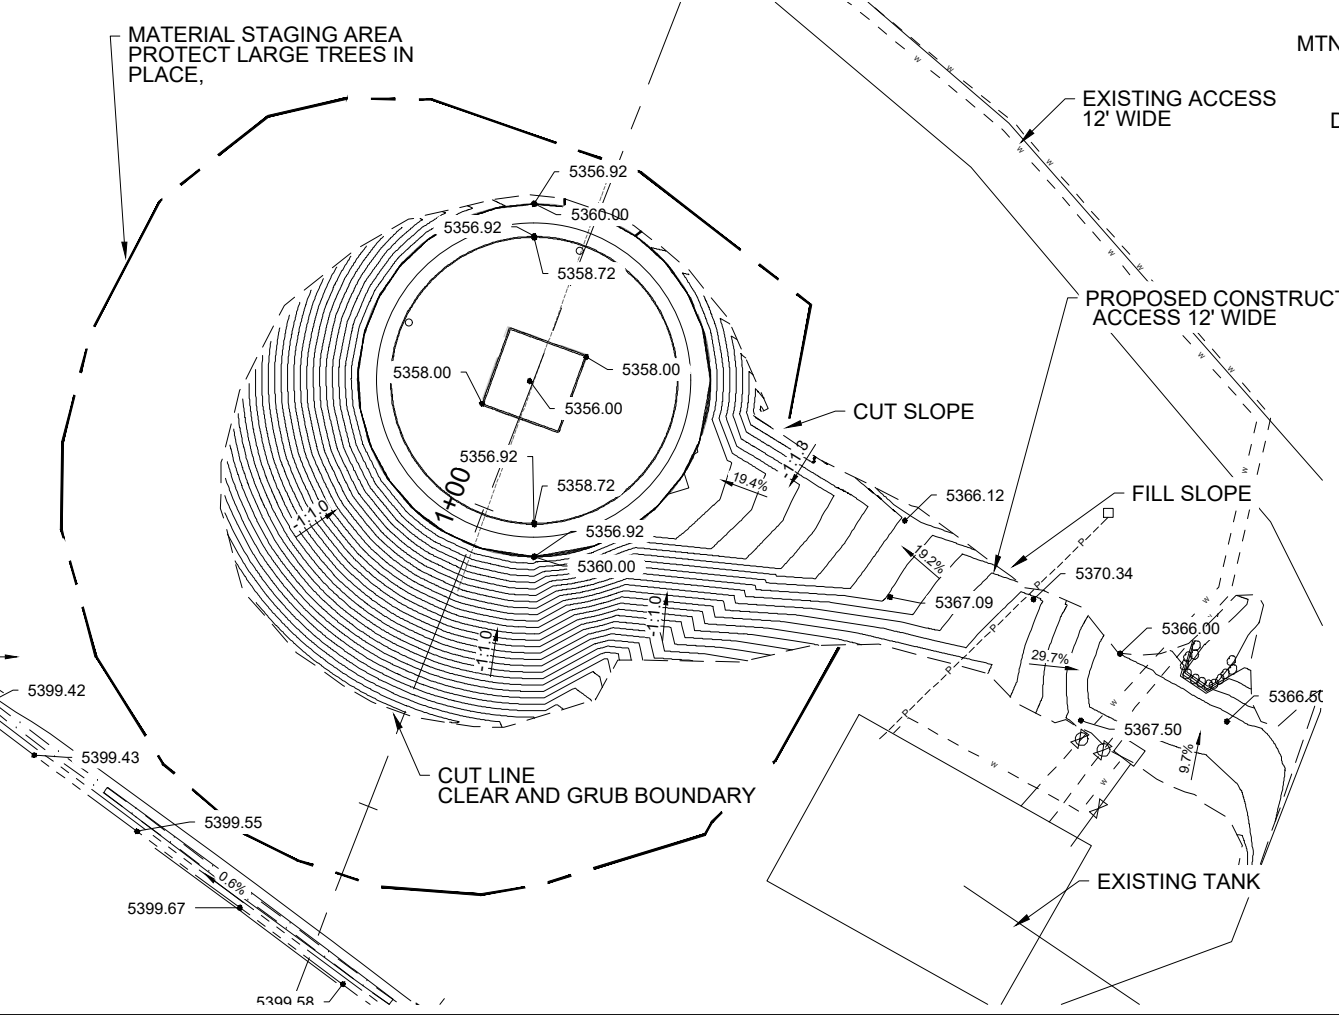 MATERIAL STAGING AREA
PROTECT LARGE TREES IN
PLACE,
MTN
EXISTING ACCESS
12' WIDE
D
5356.92
5360.00
5356.92
5358.72
PROPOSED CONSTRUCT
ACCESS 12' WIDE
5358.00
5358.00
5356.00
CUT SLOPE
5356.92
-1:1.8
19.4%
5358.72
1+00
5366.12
FILL SLOPE
-1:1.0
5356.92
5360.00
19.2%
5370.34
5367.09
-1:1.0
-1:1.0
5366.00
29.7%
5399.42
5366.50
5367.50
5399.43
9.7%
CUT LINE
CLEAR AND GRUB BOUNDARY
5399.55
0.6%
EXISTING TANK
5399.67
5399.58
W
W
W
W
W
W
W
W
W
W
W
W
W
W
P
P
P
P